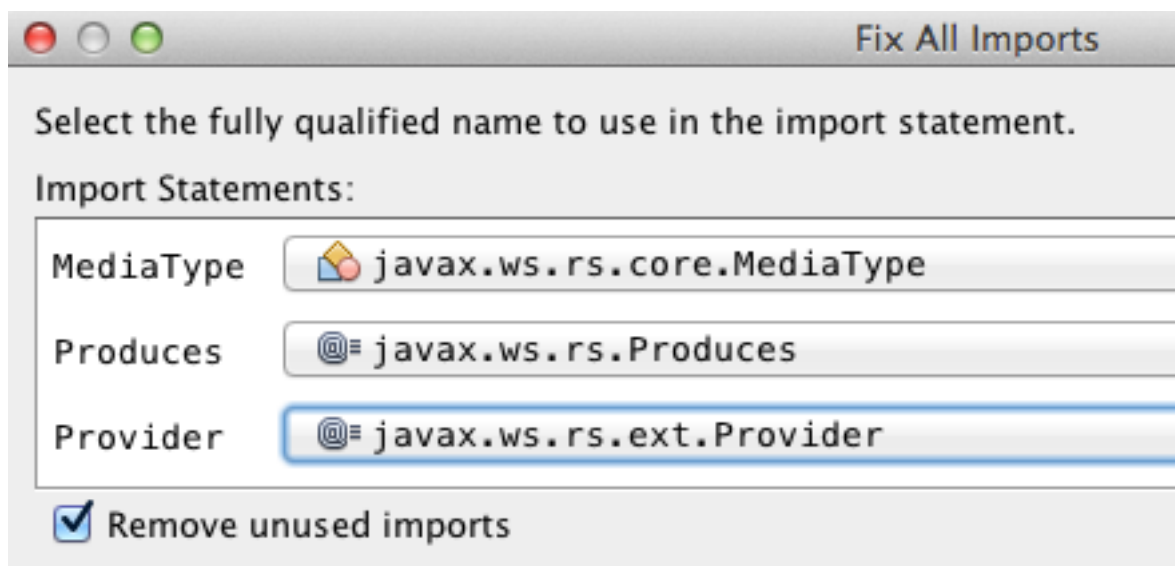 Fix All Imports
Select the fully qualified name to use in the import statement.
Import Statements:
MediaType javax.ws.rs.core.MediaType
Produces javax.ws.rs.Produces
Provider javax.ws.rs.ext.Provider
Remove unused imports